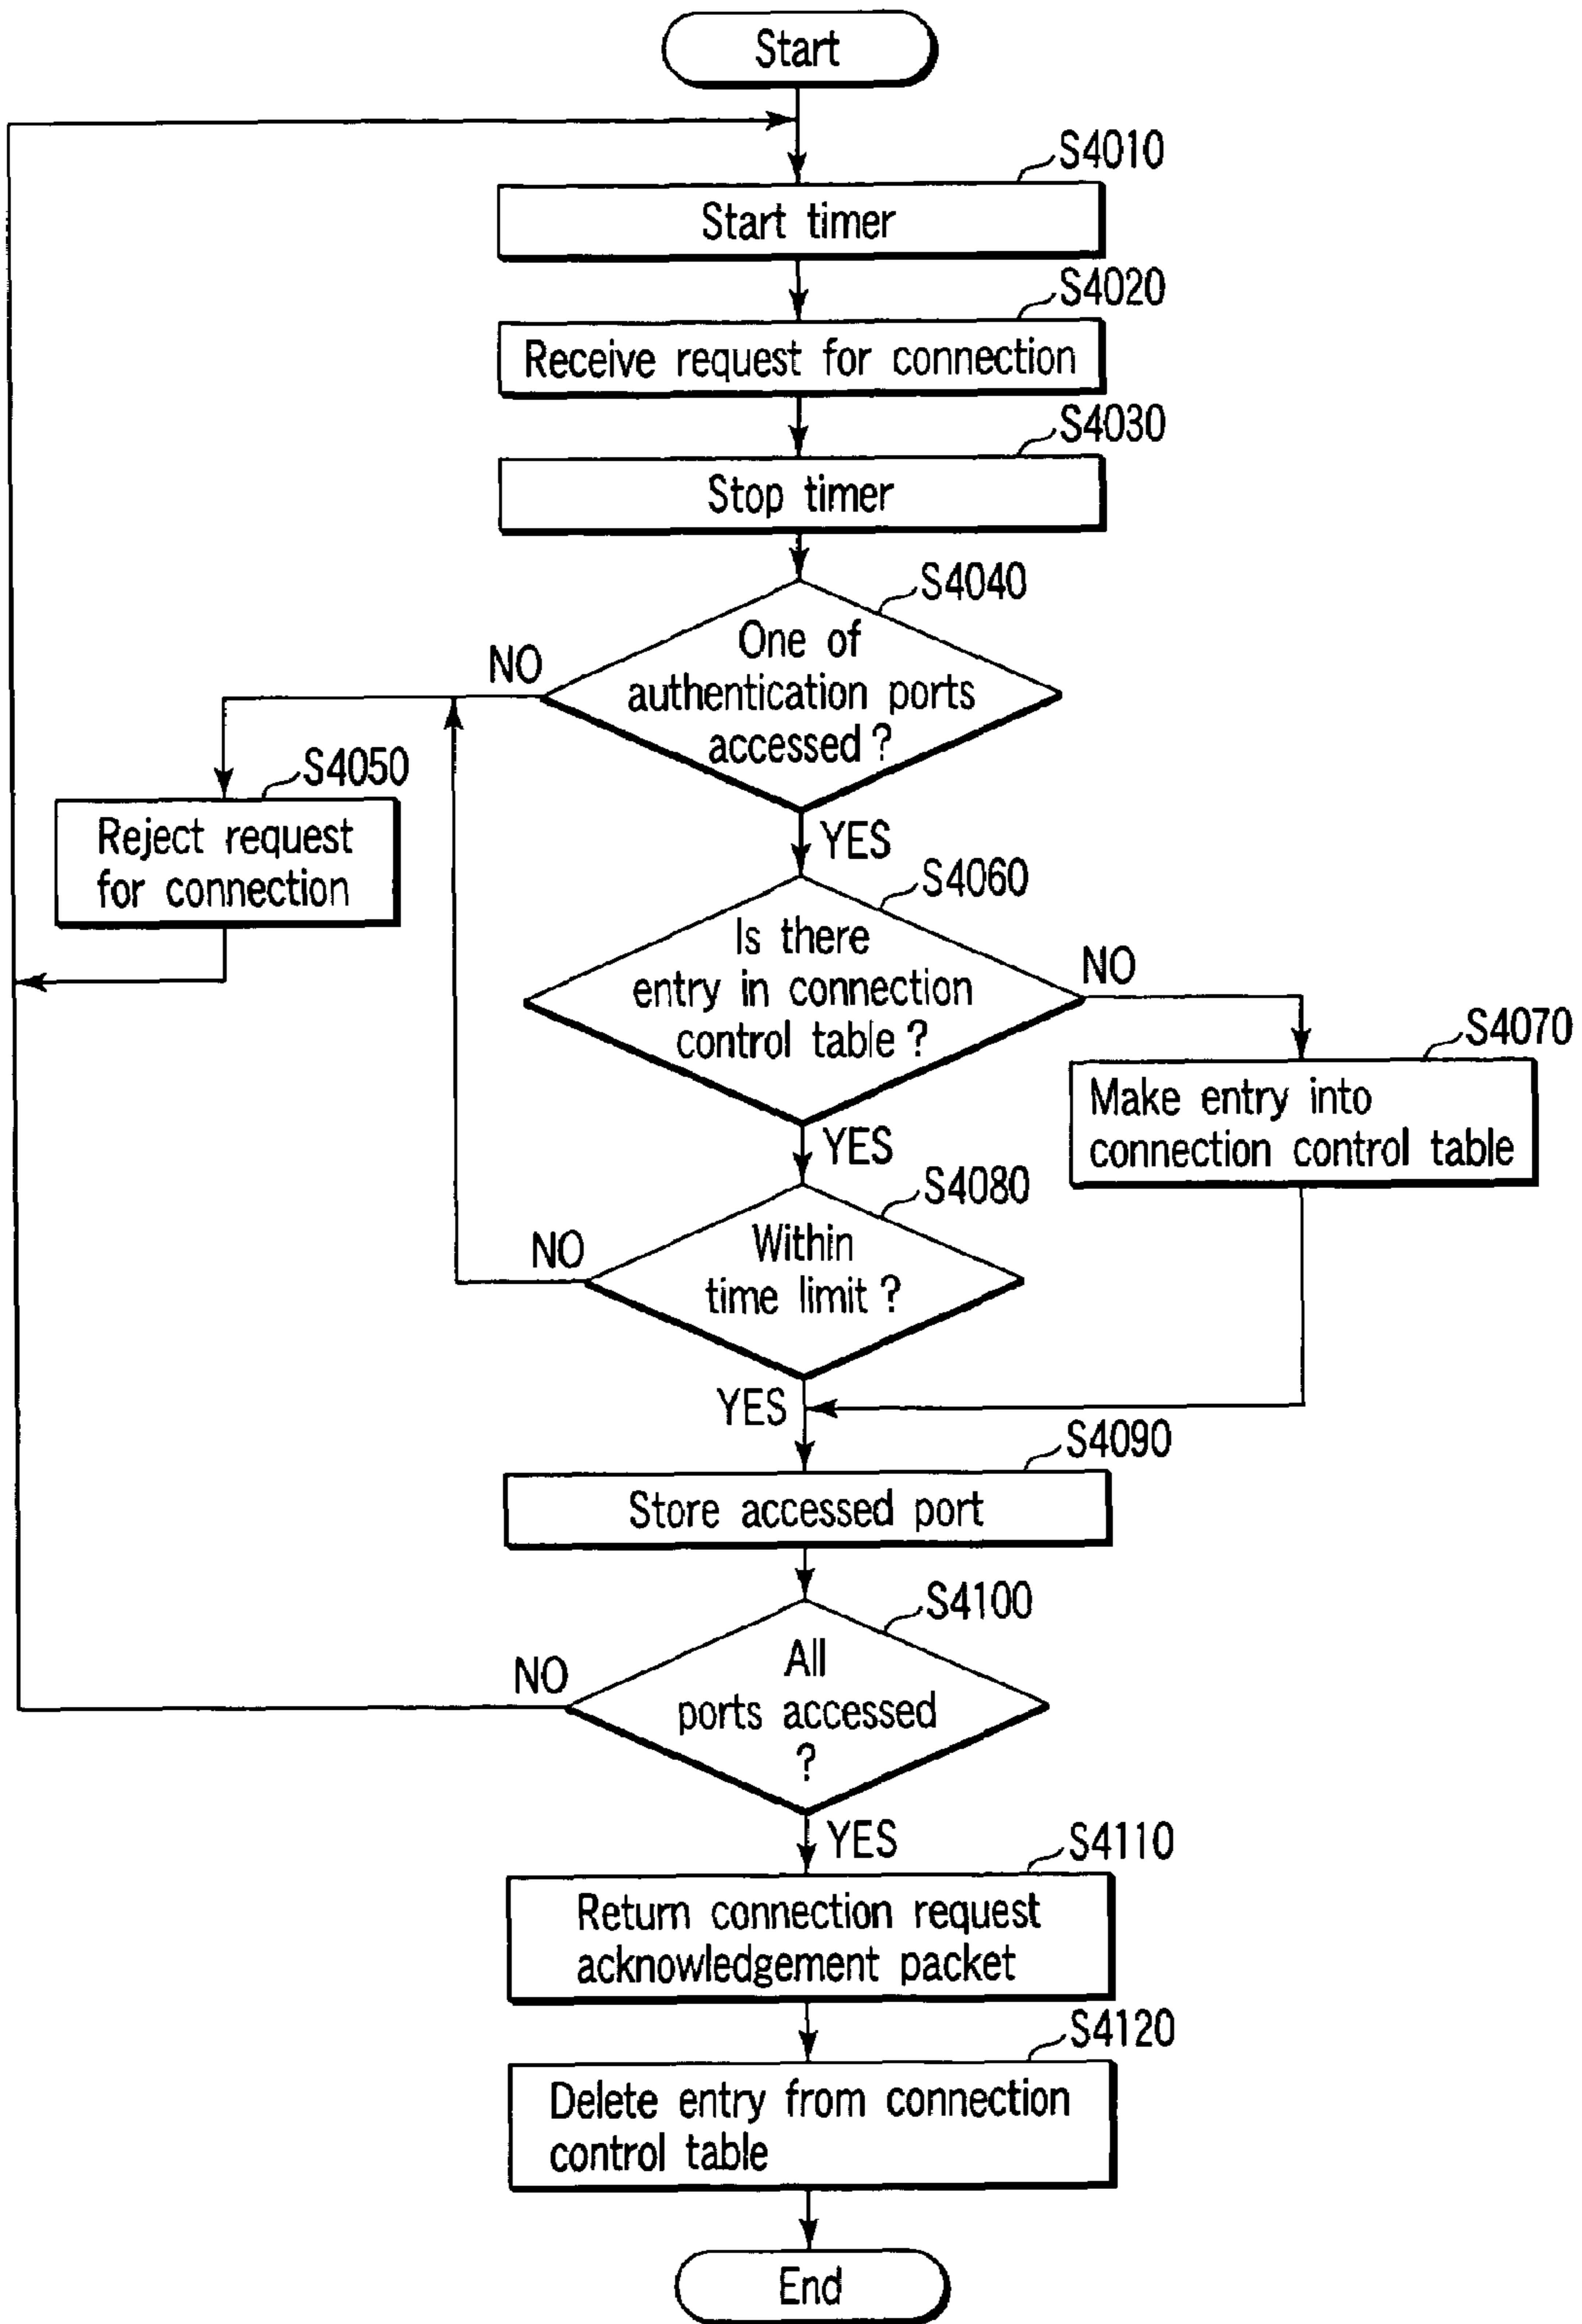 Start
S4010
Start timer
S4020
Receive request for connection
S4030
Stop timer
S4040
One of
authentication ports
accessed ?
NO
YES
S4050
Reject request
for connection
S4060
Is there
entry in connection
control table ?
NO
YES
S4070
Make entry into
connection control table
S4080
Within
time limit ?
NO
YES
S4090
Store accessed port
S4100
All
ports accessed
?
NO
YES
S4110
Return connection request
acknowledgement packet
S4120
Delete entry from connection
control table
End